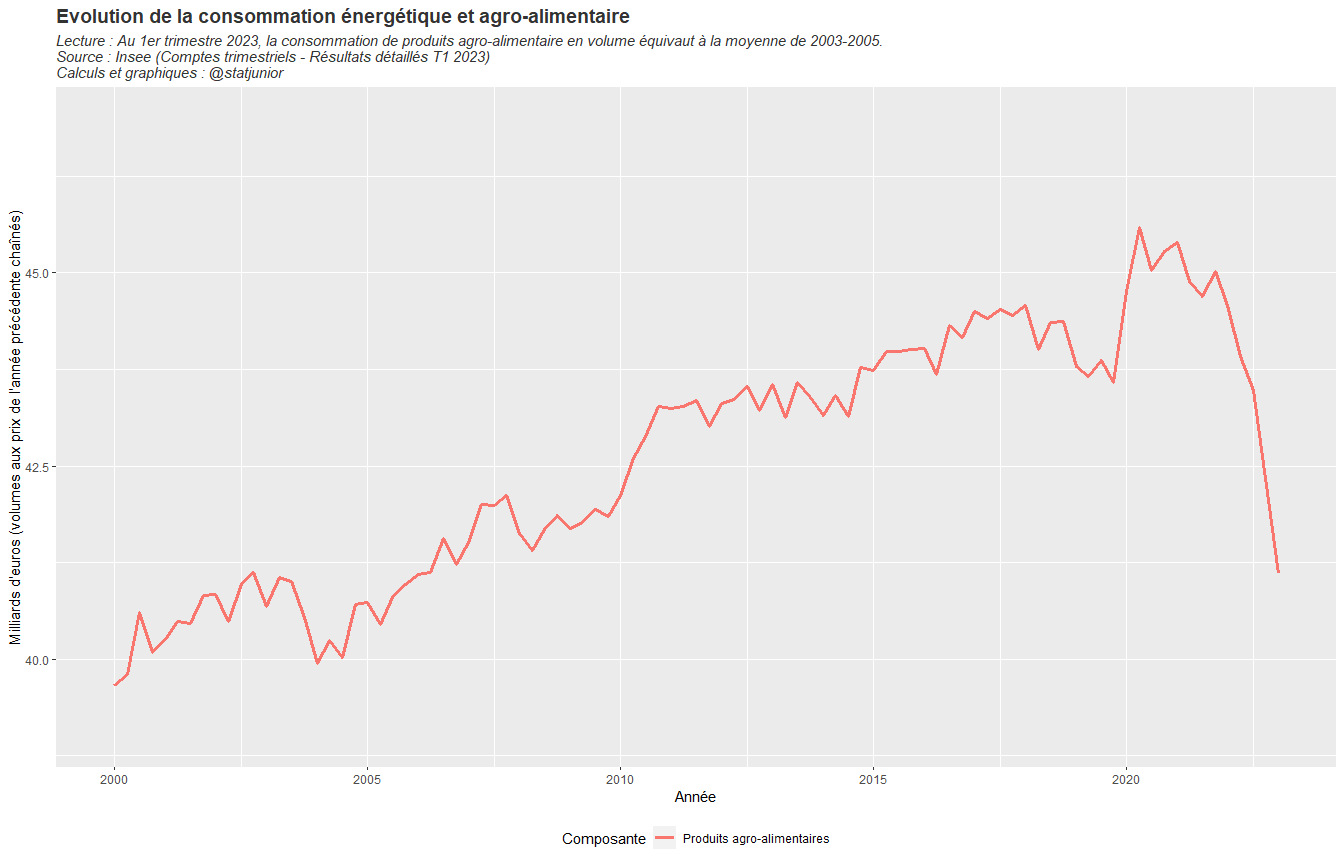 Evolution de la consommation énergétique et agro-alimentaire
Lecture : Au 1er trimestre 2023, la consommation de produits agro-alimentaire en volume équivaut à la moyenne de 2003-2005.
Source : Insee (Comptes trimestriels - Résultats détaillés T1 2023)
Calculs et graphiques : @statjunior
Milliards d'euros (volumes aux prix de l'année précédente chaînés)
45.0
42.5
40.0
2000
2005
2010
2015
2020
Année
Composante
Produits agro-alimentaires